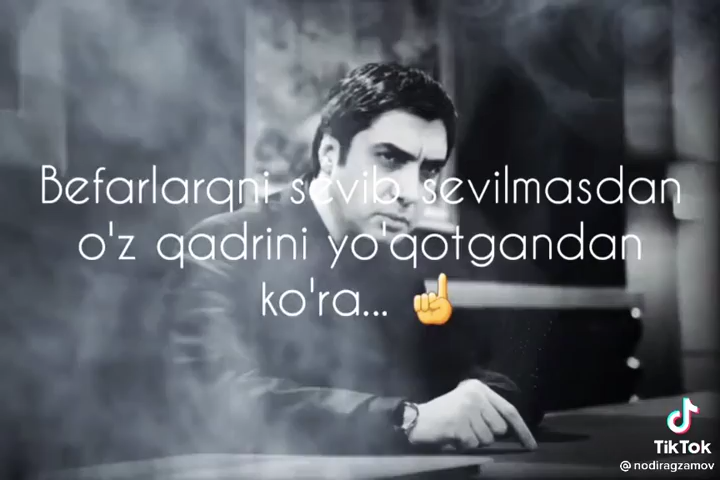 Befarlarqni sevib sevilmasdan
o'z qadrini yo'qotgandan
ko'ra... ☝
TikTok
@nodiragzamov